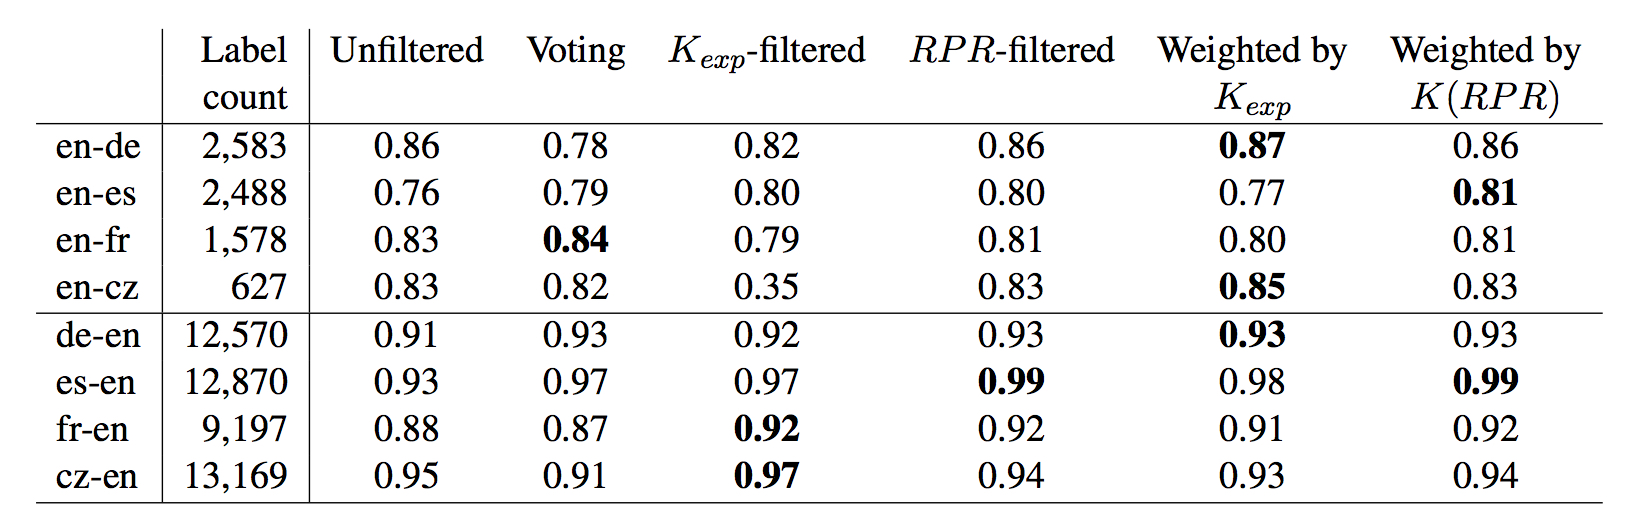 Label Unfiltered Voting K_exp-filtered RPR-filtered Weighted by Weighted by
count K_exp K(RPR)
en-de 2,583 0.86 0.78 0.82 0.86 0.87 0.86
en-es 2,488 0.76 0.79 0.80 0.80 0.77 0.81
en-fr 1,578 0.83 0.84 0.79 0.81 0.80 0.81
en-cz 627 0.83 0.82 0.35 0.83 0.85 0.83
de-en 12,570 0.91 0.93 0.92 0.93 0.93 0.93
es-en 12,870 0.93 0.97 0.97 0.99 0.98 0.99
fr-en 9,197 0.88 0.87 0.92 0.92 0.91 0.92
cz-en 13,169 0.95 0.91 0.97 0.94 0.93 0.94